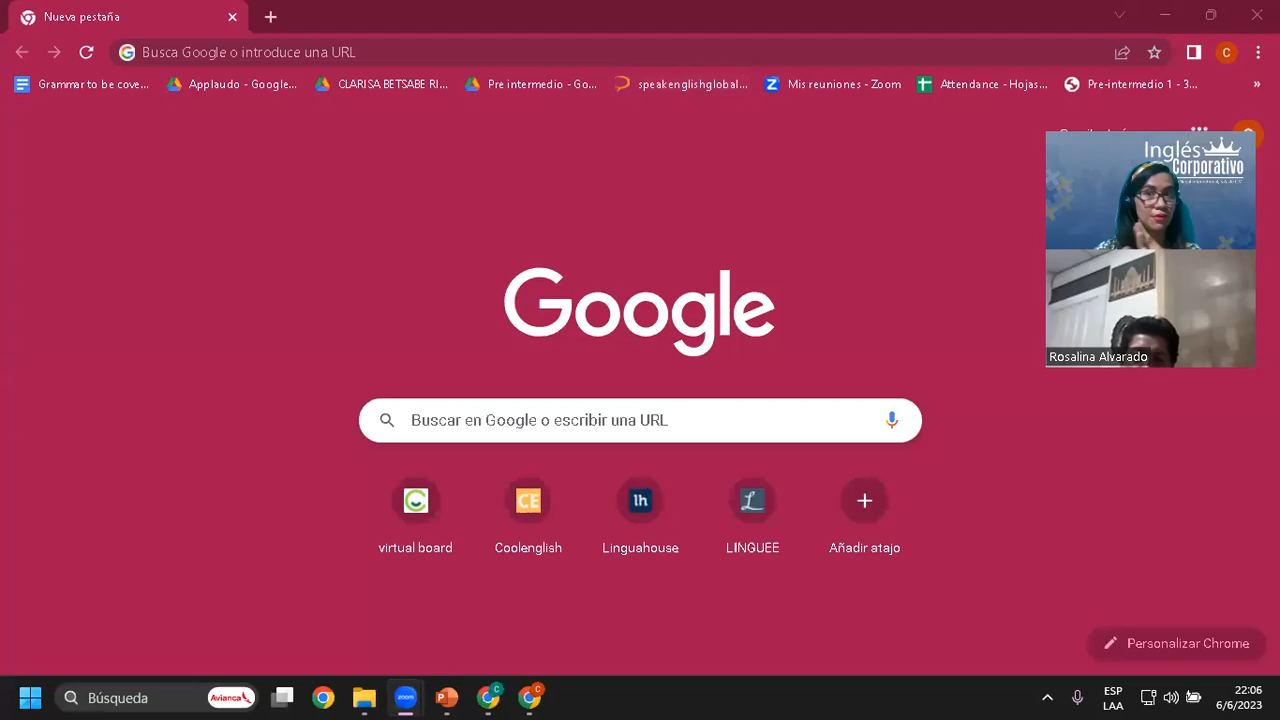 Nueva pestaña
Busca Google o introduce una URL
C
Grammar to be cove...
Applaudo - Google...
CLARISA BETSABE RI...
Pre intermedio - Go...
speakenglishglobal...
Mis reuniones - Zoom
Attendance - Hojas...
Pre-intermedio 1 - 3...
»
Inglés
Corporativo
Rosalina Alvarado
Google
Buscar en Google o escribir una URL
CE
lh
L
virtual board
Coolenglish
Linguahouse
LINGUEE
Añadir atajo
Personalizar Chrome
Búsqueda
Avianca
zoom
P
C
C
ESP
LAA
22:06
6/6/2023